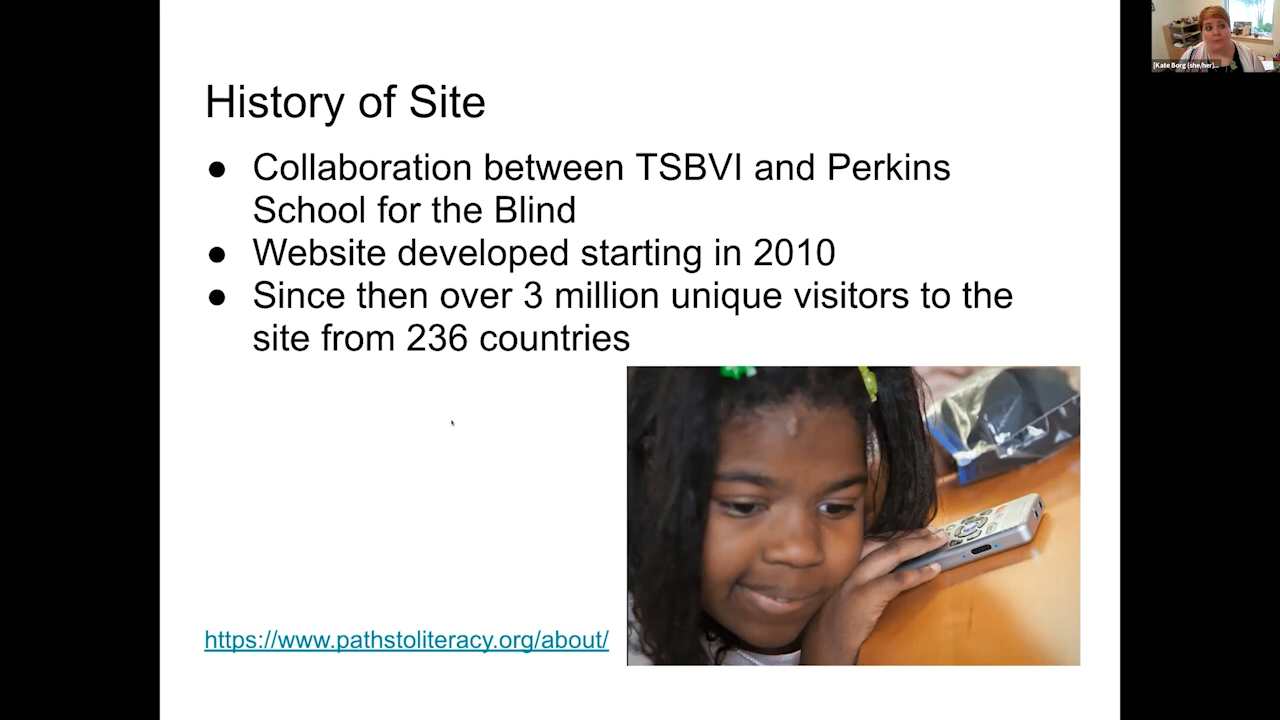 History of Site
● Collaboration between TSBVI and Perkins
School for the Blind
● Website developed starting in 2010
● Since then over 3 million unique visitors to the
site from 236 countries
https://www.pathstoliteracy.org/about/
[Kate Borg (she/her)...